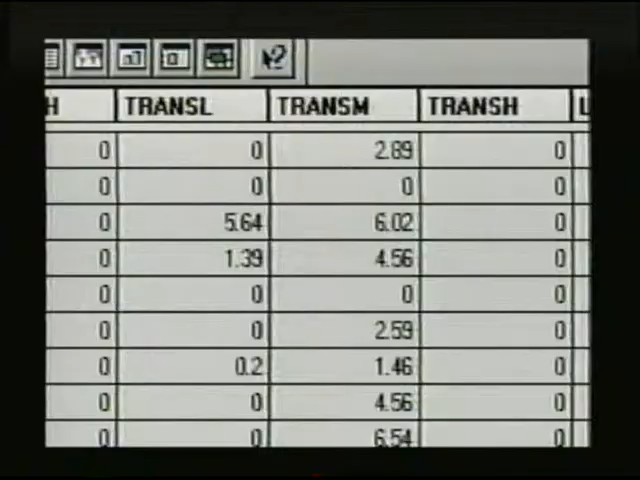 H TRANSL TRANSM TRANSH
0 0 2.89 0
0 0 0 0
0 5.64 6.02 0
0 1.39 4.56 0
0 0 0 0
0 0 2.59 0
0 0.2 1.46 0
0 0 4.56 0
0 0 6.54 0